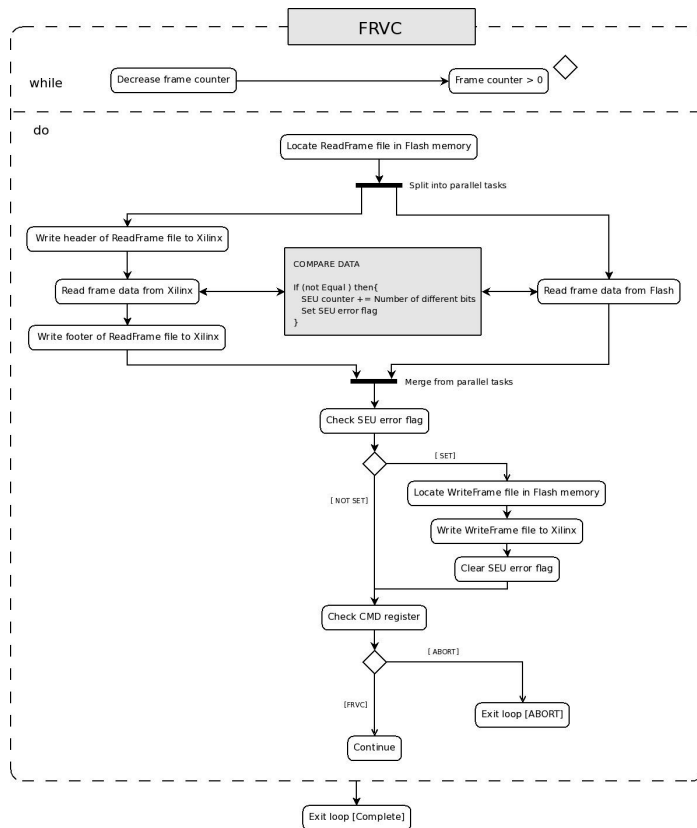 FRVC
while
Decrease frame counter
Frame counter > 0
do
Locate ReadFrame file in Flash memory
Split into parallel tasks
Write header of ReadFrame file to Xilinx
COMPARE DATA
If (not Equal ) then{
SEU counter += Number of different bits
Set SEU error flag
}
Read frame data from Xilinx
Read frame data from Flash
Write footer of ReadFrame file to Xilinx
Merge from parallel tasks
Check SEU error flag
[ SET]
[ NOT SET]
Locate WriteFrame file in Flash memory
Write WriteFrame file to Xilinx
Clear SEU error flag
Check CMD register
[ ABORT]
[FRVC]
Exit loop [ABORT]
Continue
Exit loop [Complete]